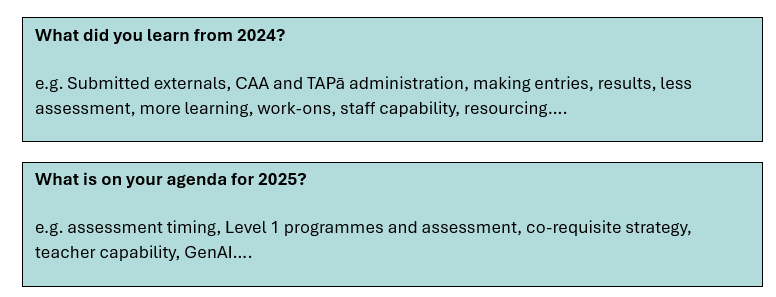 What did you learn from 2024?
e.g. Submitted externals, CAA and TAPā administration, making entries, results, less
assessment, more learning, work-ons, staff capability, resourcing....
What is on your agenda for 2025?
e.g. assessment timing, Level 1 programmes and assessment, co-requisite strategy,
teacher capability, GenAI....